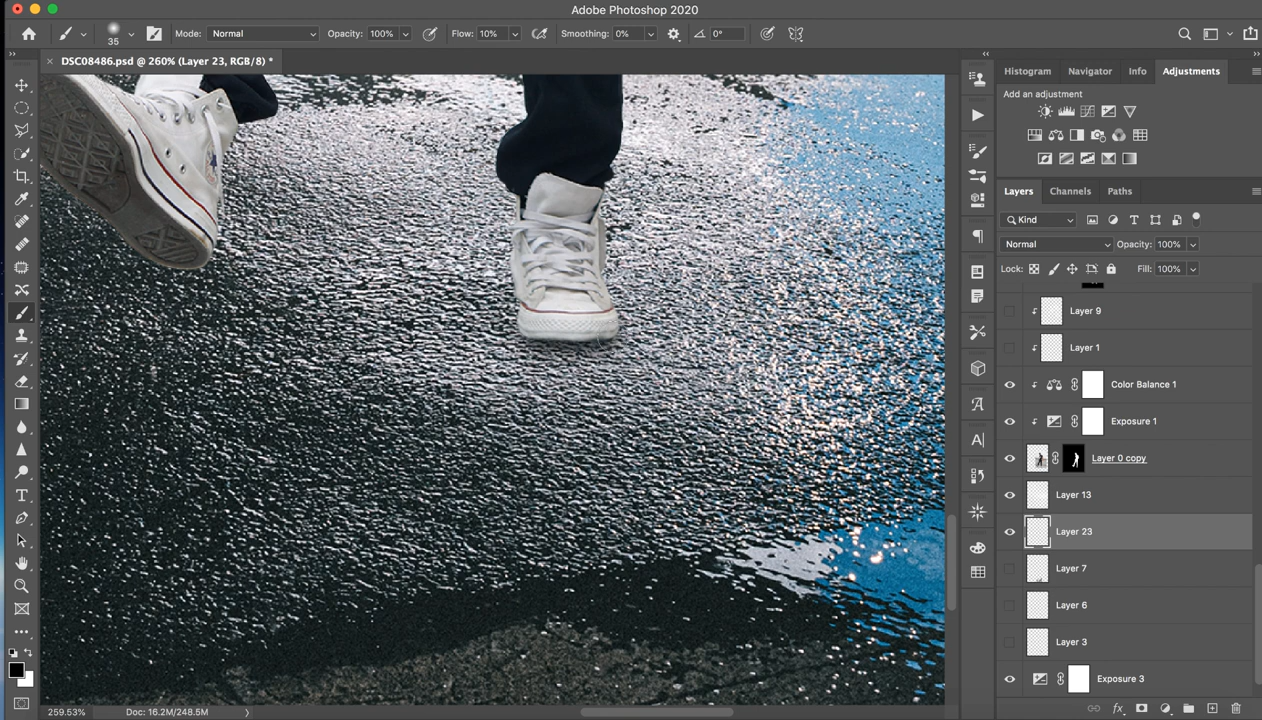 Adobe Photoshop 2020
35
Mode: Normal
Opacity: 100%
Flow: 10%
Smoothing: 0%
0°
DSC08486.psd @ 260% (Layer 23, RGB/8) *
Histogram
Navigator
Info
Adjustments
Add an adjustment
Layers
Channels
Paths
Kind
Normal
Opacity: 100%
Lock:
Fill: 100%
Layer 9
Layer 1
Color Balance 1
Exposure 1
Layer 0 copy
Layer 13
Layer 23
Layer 7
Layer 6
Layer 3
Exposure 3
fx
259.53%
Doc: 16.2M/248.5M